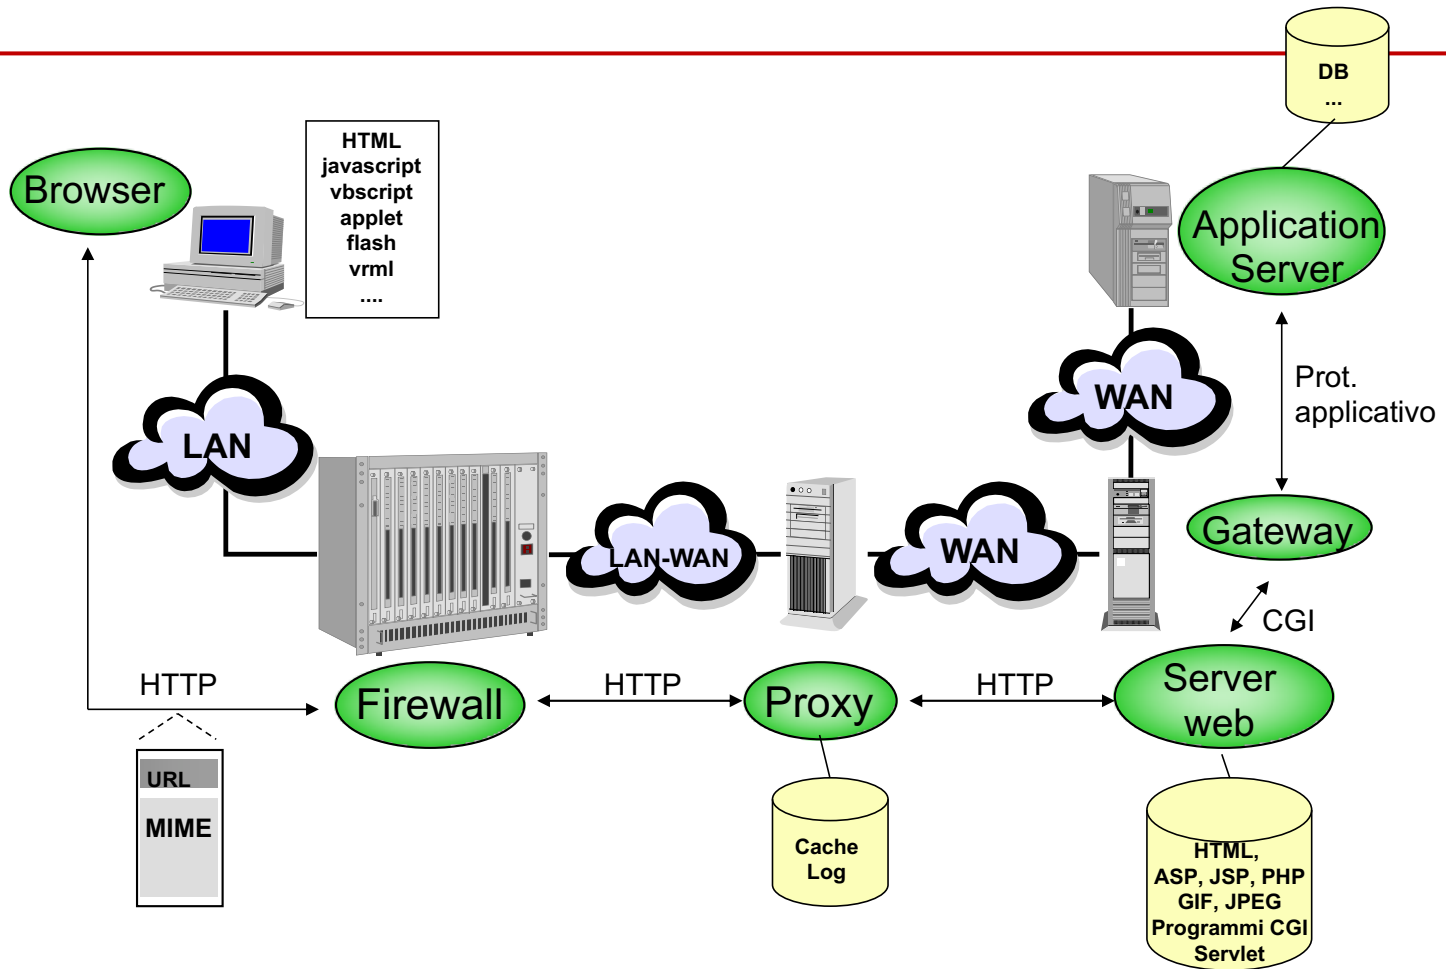 DB
...
HTML
javascript
vbscript
applet
flash
vrml
....
Browser
Application
Server
WAN
Prot.
applicativo
LAN
LAN-WAN
WAN
Gateway
CGI
HTTP
Firewall
HTTP
Proxy
HTTP
Server
web
URL
MIME
Cache
Log
HTML,
ASP, JSP, PHP
GIF, JPEG
Programmi CGI
Servlet